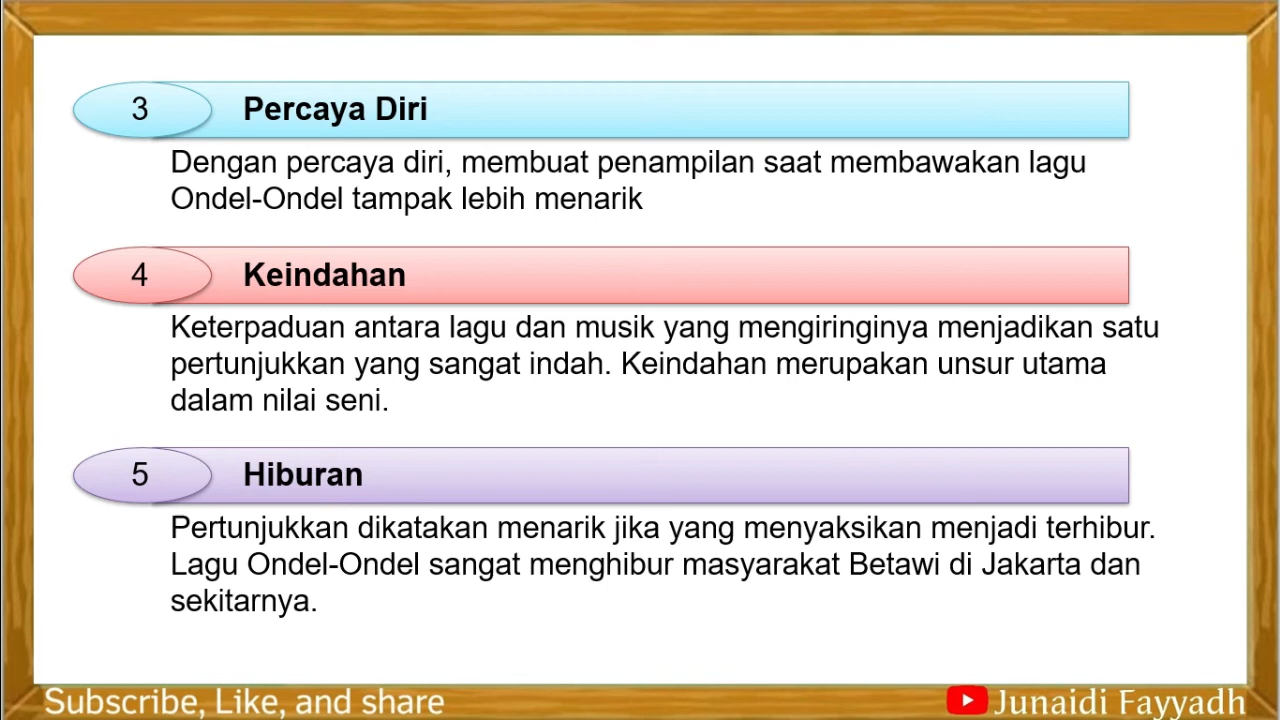 3 Percaya Diri
Dengan percaya diri, membuat penampilan saat membawakan lagu
Ondel-Ondel tampak lebih menarik
4 Keindahan
Keterpaduan antara lagu dan musik yang mengiringinya menjadikan satu
pertunjukkan yang sangat indah. Keindahan merupakan unsur utama
dalam nilai seni.
5 Hiburan
Pertunjukkan dikatakan menarik jika yang menyaksikan menjadi terhibur.
Lagu Ondel-Ondel sangat menghibur masyarakat Betawi di Jakarta dan
sekitarnya.
Subscribe, Like, and share
Junaidi Fayyadh